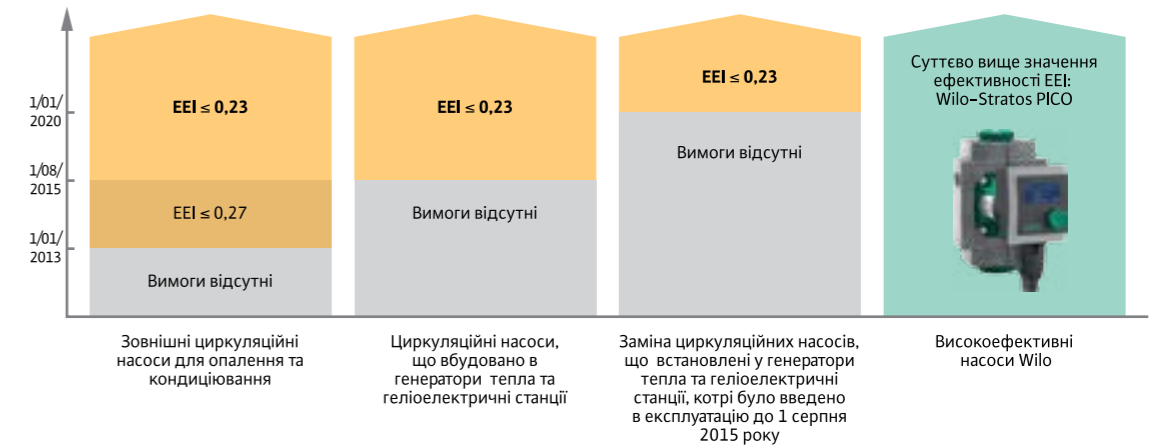 1/01/
2020
1/08/
2015
1/01/
2013
EEI ≤ 0,23
EEI ≤ 0,27
Вимоги відсутні
Зовнішні циркуляційні
насоси для опалення та
кондиціювання
EEI ≤ 0,23
Вимоги відсутні
Циркуляційні насоси,
що вбудовано в
генератори тепла та
геліоелектричні станції
EEI ≤ 0,23
Вимоги відсутні
Заміна циркуляційних насосів,
що встановлені у генератори
тепла та геліоелектричні
станції, котрі було введено
в експлуатацію до 1 серпня
2015 року
Суттєво вище значення
ефективності EEI:
Wilo–Stratos PICO
Високоефективні
насоси Wilo